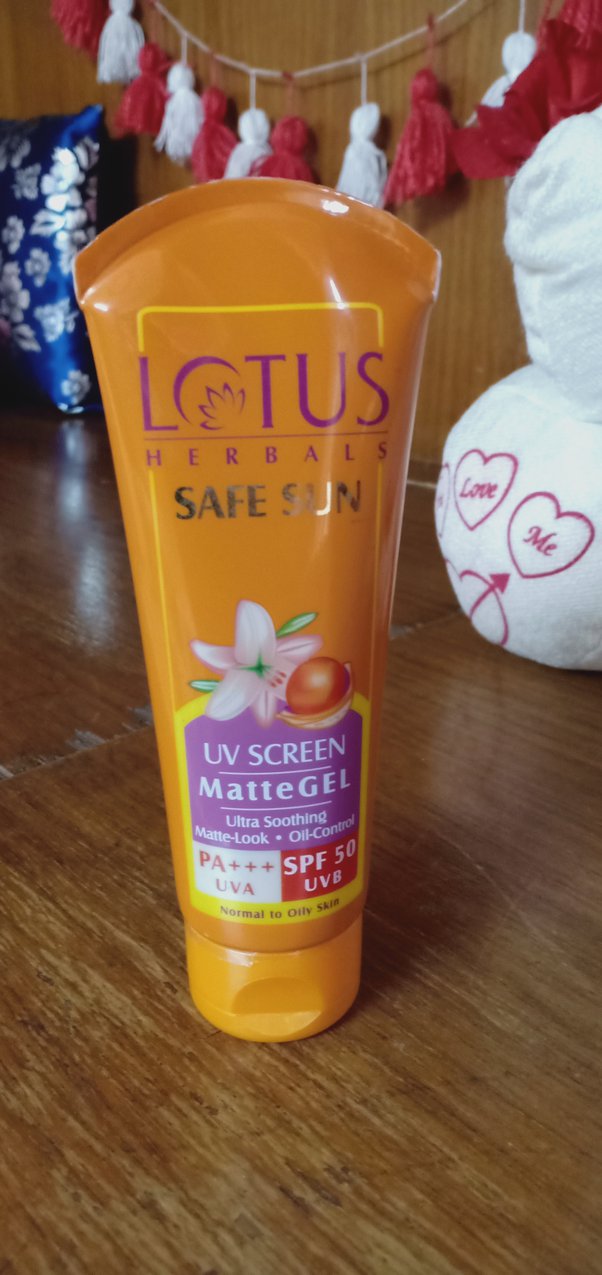 LOTUS
HERBALS
SAFE SUN
UV SCREEN
MatteGEL
Ultra Soothing
Matte-Look • Oil-Control
PA+++
UVA
SPF 50
UVB
Normal to Oily Skin
Love
Me